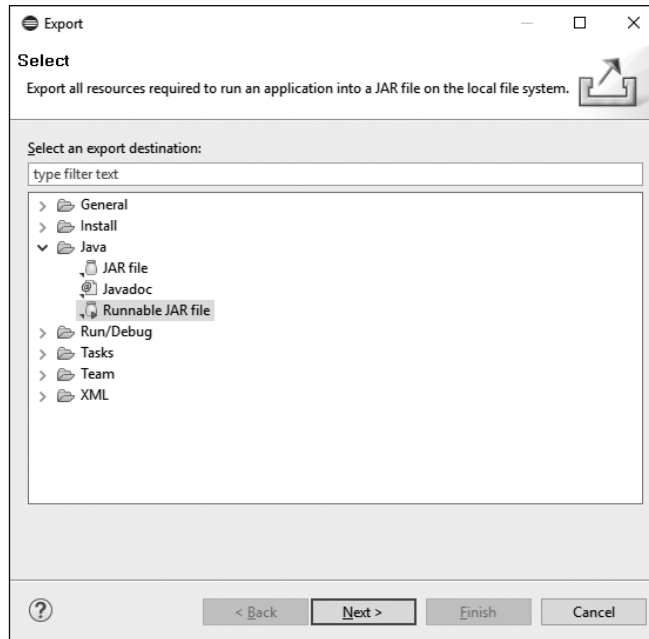 Export
Select
Export all resources required to run an application into a JAR file on the local file system.
Select an export destination:
type filter text
General
Install
Java
JAR file
Javadoc
Runnable JAR file
Run/Debug
Tasks
Team
XML
? < Back Next > Finish Cancel